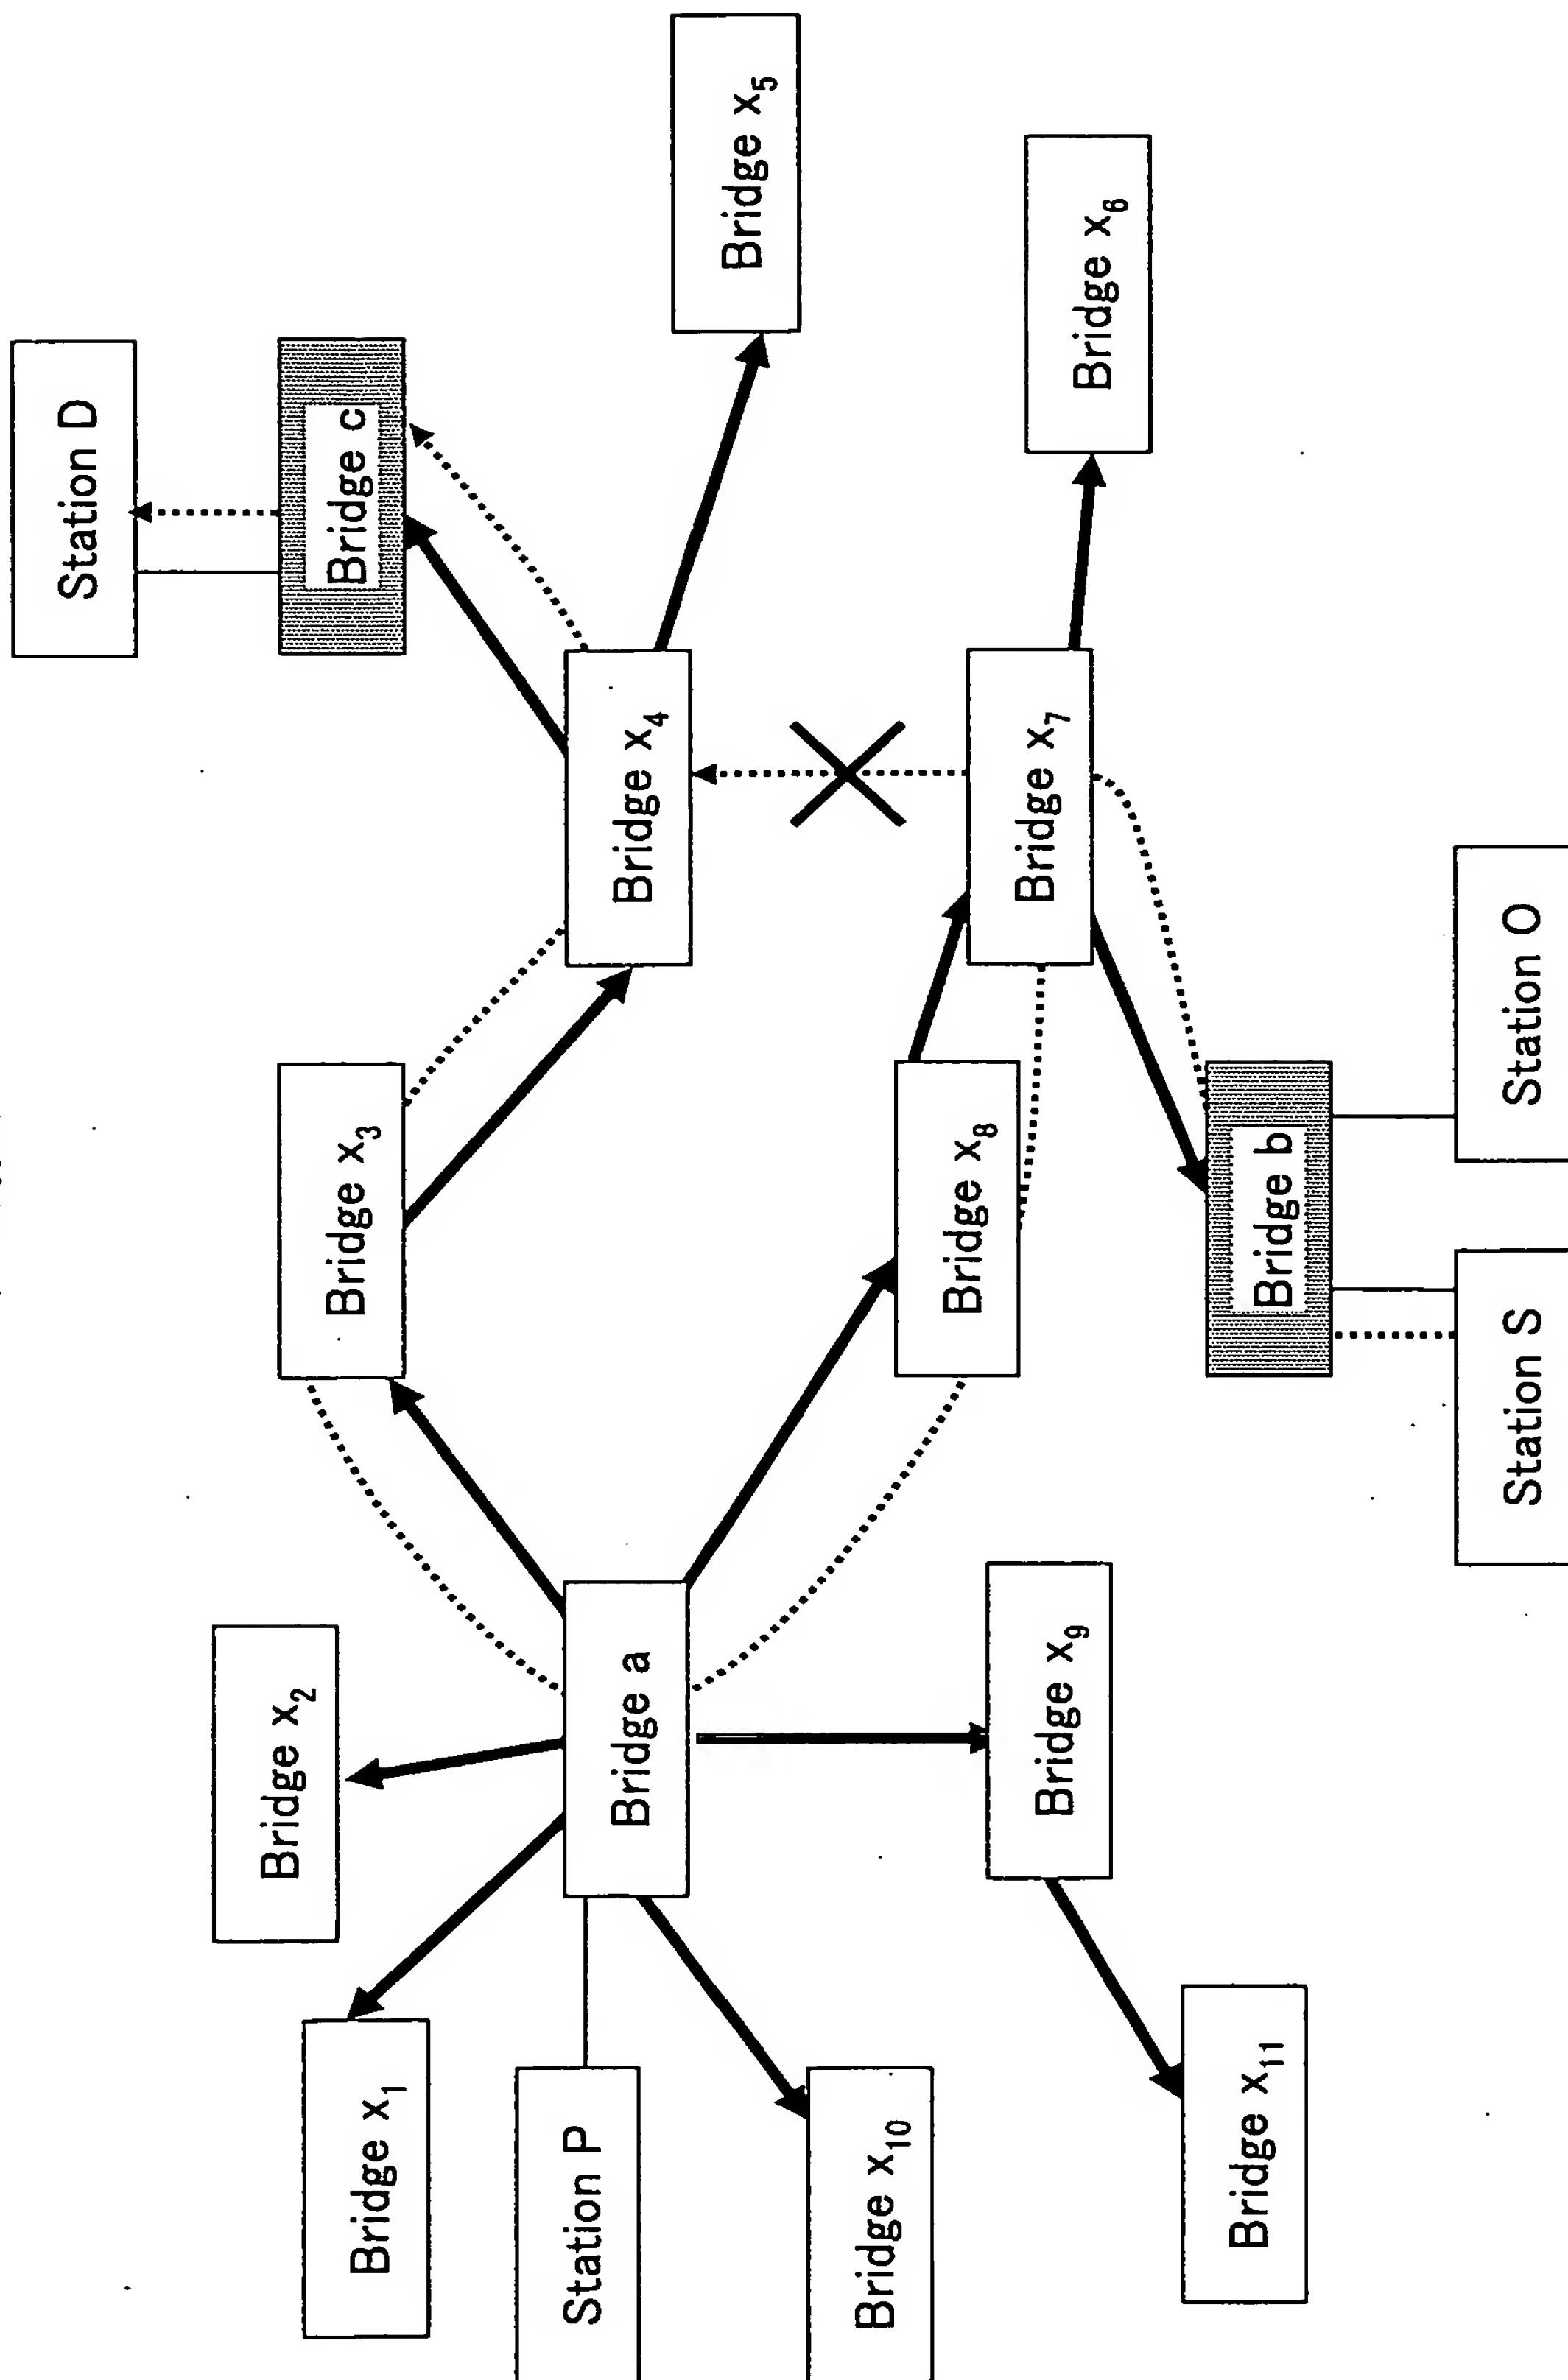 Station D
Bridge x₂
Bridge x₃
Bridge c
Bridge x₁
Station P
Bridge a
Bridge x₄
Bridge x₅
Bridge x₁₀
Bridge x₈
Bridge x₇
Bridge x₉
Bridge x₆
Bridge x₁₁
Bridge b
Station S
Station O